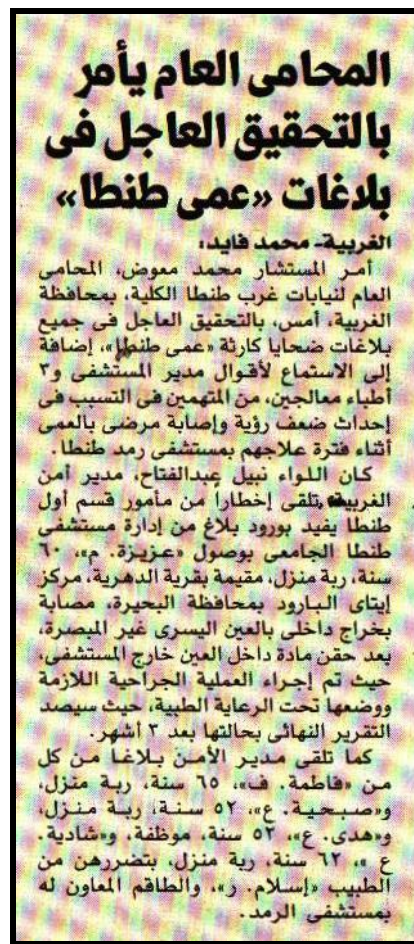 المحامى العام يأمر
بالتحقيق العاجل فى
بلاغات «عمى طنطا»
الغربية- محمد فايد:
أمر المستشار محمد معوض، المحامى
العام لنيابات غرب طنطا الكلية، بمحافظة
الغربية، أمس، بالتحقيق العاجل فى جميع
بلاغات ضحايا كارثة «عمى طنطا»، إضافة
إلى الاستماع لأقوال مدير المستشفى و٣
أطباء معالجين، من المتهمين فى التسبب فى
إحداث ضعف رؤية وإصابة مرضى بالعمى
أثناء فترة علاجهم بمستشفى رمد طنطا.
كان اللواء نبيل عبدالفتاح، مدير أمن
الغربية، تلقى إخطاراً من مأمور قسم أول
طنطا يفيد بورود بلاغ من إدارة مستشفى
طنطا الجامعى بوصول «عزيزة. م»، ٦٠
سنة، ربة منزل، مقيمة بقرية الدهرية، مركز
إيتاى البارود بمحافظة البحيرة، مصابة
بخراج داخلى بالعين اليسرى غير المبصرة،
بعد حقن مادة داخل العين خارج المستشفى،
حيث تم إجراء العملية الجراحية اللازمة
ووضعها تحت الرعاية الطبية، حيث سيصد
التقرير النهائى بحالتها بعد ٣ أشهر.
كما تلقى مدير الأمن بلاغا من كل
من «فاطمة. ف»، ٦٥ سنة، ربة منزل،
و«صبحية. ع»، ٥٢ سنة، ربة منزل،
و«هدى. ع»، ٥٢ سنة، موظفة، و«شادية.
ع »، ٦٢ سنة، ربة منزل، بتضررهن من
الطبيب «إسلام. ر»، والطاقم المعاون له
بمستشفى الرمد.